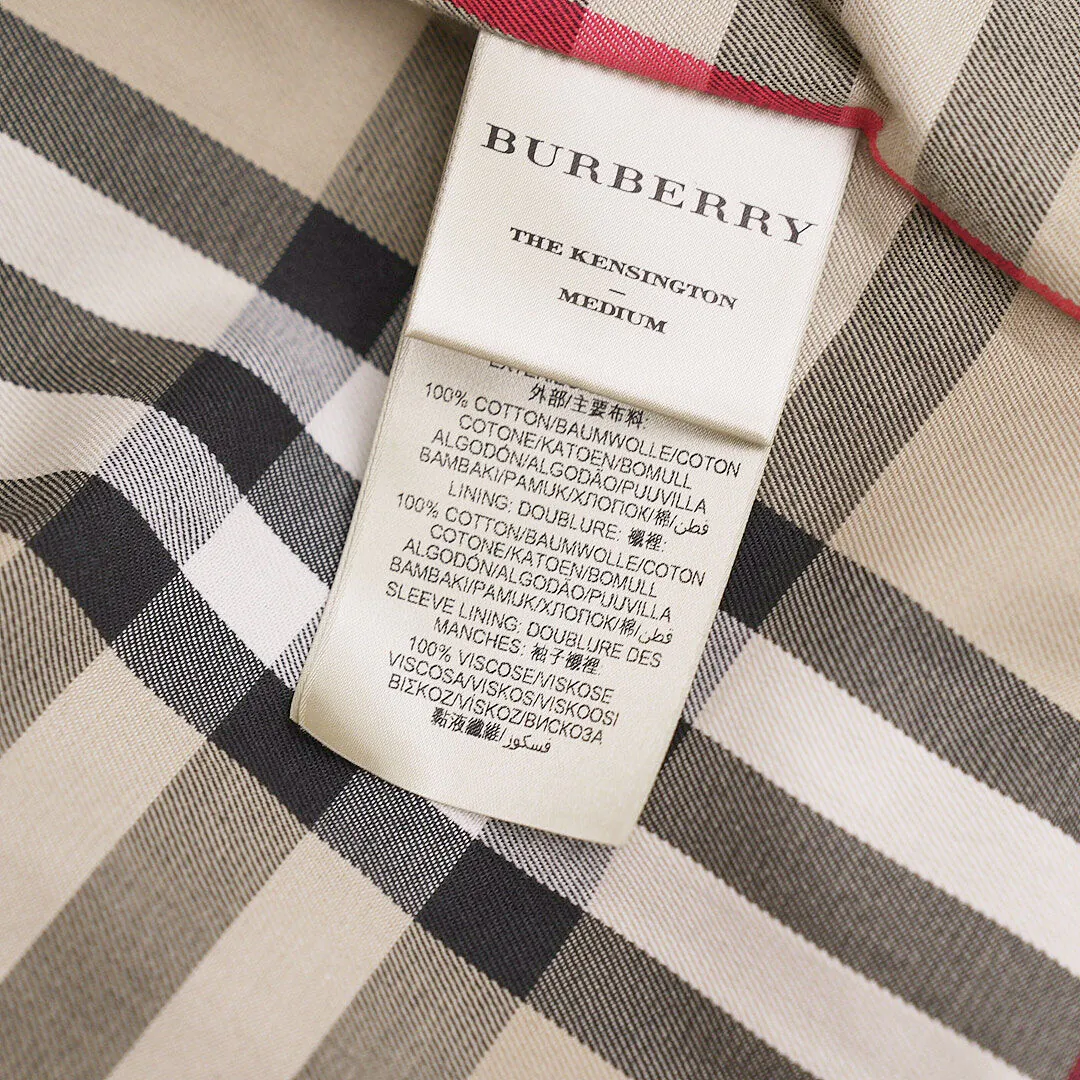 BURBERRY
THE KENSINGTON
–
MEDIUM
外部/主要布料:
100% COTTON/BAUMWOLLE/COTON
COTONE/KATOEN/BOMULL
ALGODÓN/ALGODÃO/PUUVILLA
BAMBAKI/PAMUK/ХЛОПОК/棉/قطن
LINING: DOUBLURE: 襯裡:
100% COTTON/BAUMWOLLE/COTON
COTONE/KATOEN/BOMULL
ALGODÓN/ALGODÃO/PUUVILLA
BAMBAKI/PAMUK/ХЛОПОК/棉/قطن
SLEEVE LINING: DOUBLURE DES
MANCHES: 袖子襯裡:
100% VISCOSE/VISKOSE
VISCOSA/VISKOS/VISKOOSI
ΒΙΣΚΟΖ/VİSKOZ/ВИСКОЗА
黏液纖維/فسكوز